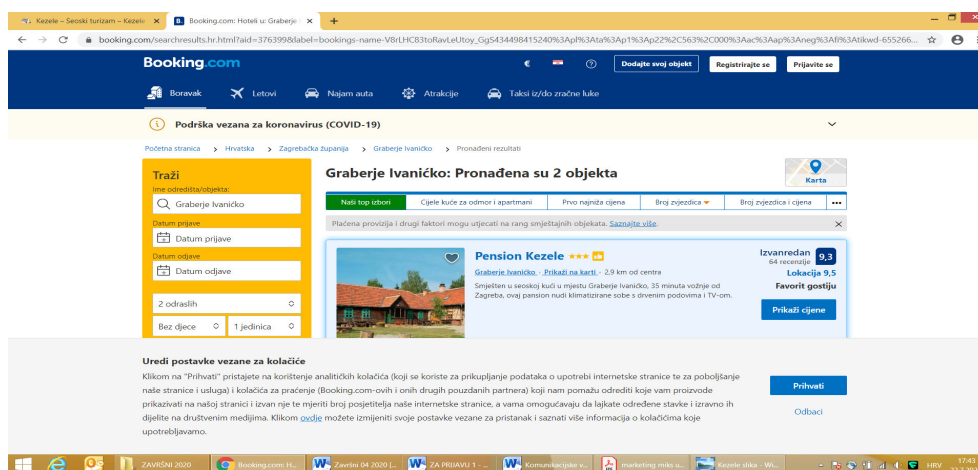 Kezele – Seoski turizam – Kezele
Booking.com: Hoteli u: Graberje I
booking.com/searchresults.hr.html?aid=376399&label=bookings-name-V8rLHC83toRavLeUtoy_GgS434498415240%3Apl%3Ata%3Ap1%3Ap22%2C563%2C000%3Aac%3Aap%3Aneg%3Afi%3Atikwd-655266...
Booking.com
€
Dodajte svoj objekt
Registrirajte se
Prijavite se
Boravak
Letovi
Najam auta
Atrakcije
Taksi iz/do zračne luke
Podrška vezana za koronavirus (COVID-19)
Početna stranica > Hrvatska > Zagrebačka županija > Graberje Ivaničko > Pronađeni rezultati
Traži
Ime odredišta/objekta:
Graberje Ivaničko
Datum prijave
Datum prijave
Datum odjave
Datum odjave
2 odraslih
Bez djece
1 jedinica
Graberje Ivaničko: Pronađena su 2 objekta
Karta
Naši top izbori
Cijele kuće za odmor i apartmani
Prvo najniža cijena
Broj zvjezdica
Broj zvjezdica i cijena
Plaćena provizija i drugi faktori mogu utjecati na rang smještajnih objekata. Saznajte više.
Pension Kezele
Graberje Ivaničko - Prikaži na karti - 2,9 km od centra
Smješten u seoskoj kući u mjestu Graberje Ivaničko, 35 minuta vožnje od
Zagreba, ovaj pansion nudi klimatizirane sobe s drvenim podovima i TV-om.
Izvanredan
64 recenzije
9,3
Lokacija 9,5
Favorit gostiju
Prikaži cijene
Uredi postavke vezane za kolačiće
Klikom na "Prihvati" pristajete na korištenje analitičkih kolačića (koji se koriste za prikupljanje podataka o upotrebi internetske stranice te za poboljšanje
naše stranice i usluga) i kolačića za praćenje (Booking.com-ovih i onih drugih pouzdanih partnera) koji nam pomažu odrediti koje vam proizvode
prikazivati na našoj stranici i izvan nje te mjeriti broj posjetitelja naše internetske stranice, a vama omogućavaju da lajkate određene stavke i izravno ih
dijelite na društvenim medijima. Klikom ovdje možete izmijeniti svoje postavke vezane za pristanak i saznati više informacija o kolačićima koje
upotrebljavamo.
Prihvati
Odbaci
ZAVRŠNI 2020
Booking.com: H...
Završni 04 2020 [...
ZA PRIJAVU 1 - ...
Komunikacijske v...
marketing miks u...
Kezele slika - Wi...
HRV
17:43